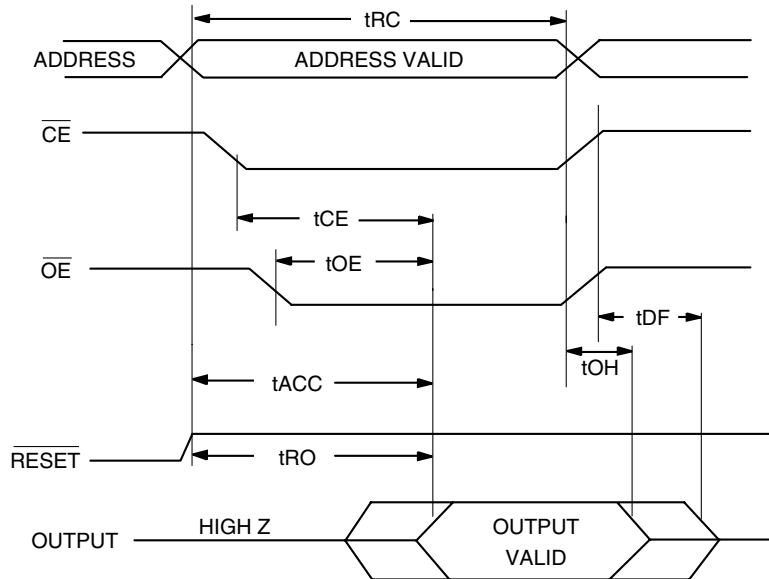 tRC
ADDRESS ADDRESS VALID
CE
tCE
OE tOE
tDF
tOH
tACC
RESET
tRO
OUTPUT HIGH Z OUTPUT
VALID